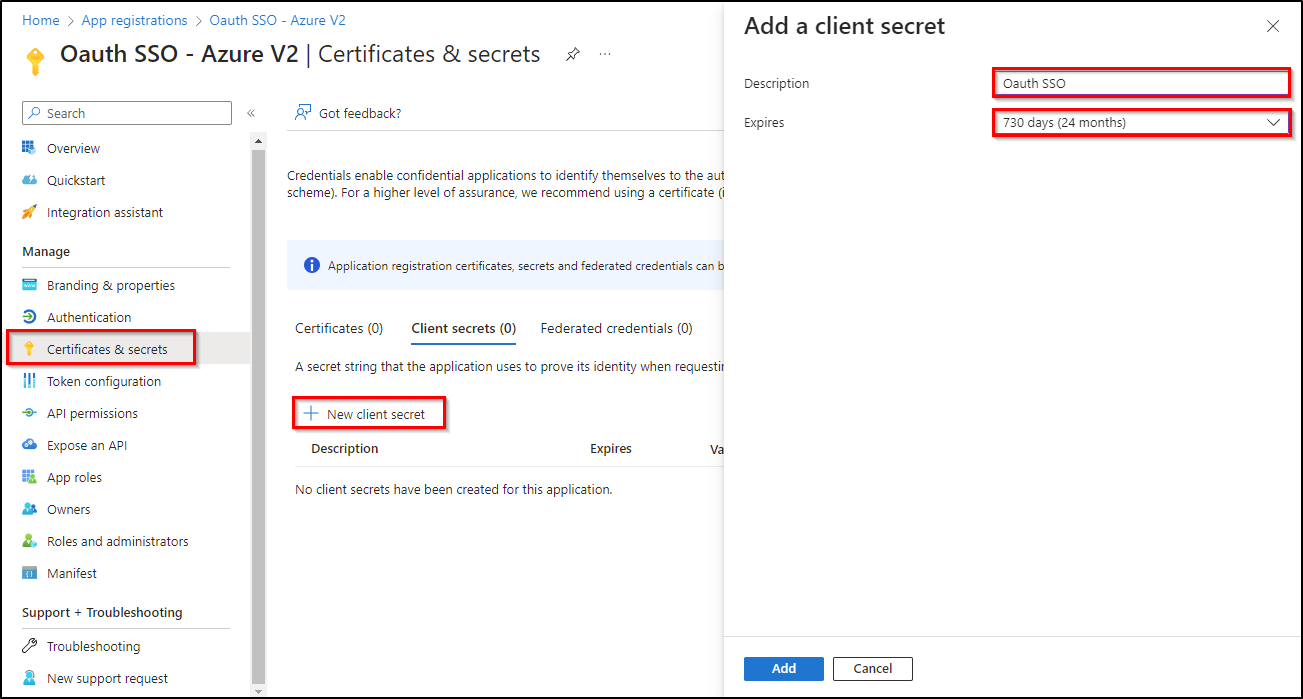 Home > App registrations > Oauth SSO - Azure V2
Oauth SSO - Azure V2 | Certificates & secrets
Search
Overview
Quickstart
Integration assistant
Manage
Branding & properties
Authentication
Certificates & secrets
Token configuration
API permissions
Expose an API
App roles
Owners
Roles and administrators
Manifest
Support + Troubleshooting
Troubleshooting
New support request
Got feedback?
Credentials enable confidential applications to identify themselves to the aut
scheme). For a higher level of assurance, we recommend using a certificate (i
Application registration certificates, secrets and federated credentials can b
Certificates (0) Client secrets (0) Federated credentials (0)
A secret string that the application uses to prove its identity when requestin
New client secret
Description Expires Va
No client secrets have been created for this application.
Add a client secret
Description Oauth SSO
Expires 730 days (24 months)
Add Cancel